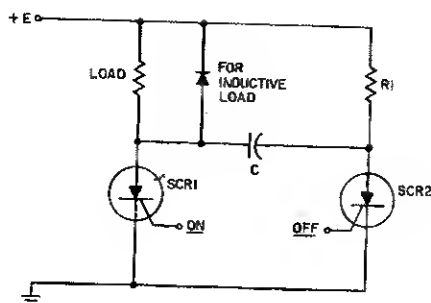 +E
LOAD
FOR
INDUCTIVE
LOAD
R1
C
SCR1
SCR2
ON
OFF